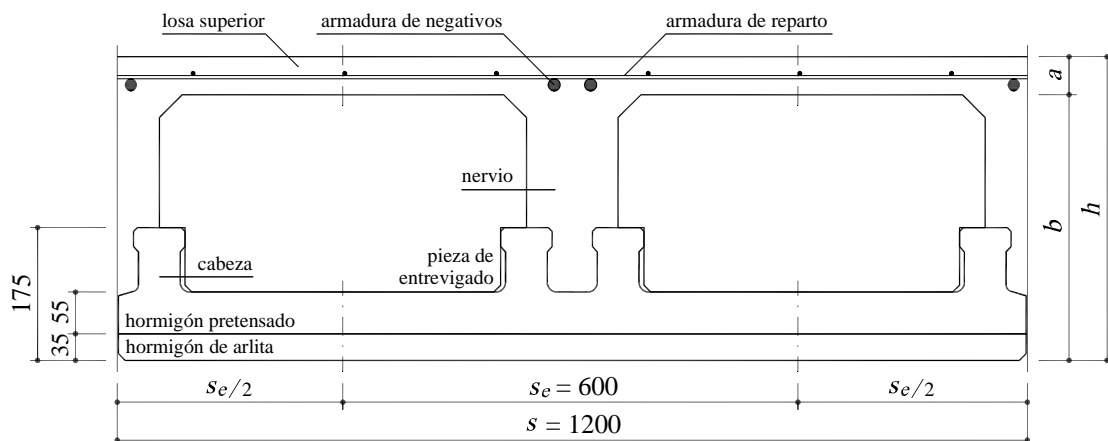 losa superior
armadura de negativos
armadura de reparto
a
nervio
h
b
cabeza
pieza de
entrevigado
175
55
hormigón pretensado
35
hormigón de arlita
se/2
se = 600
se/2
s = 1200